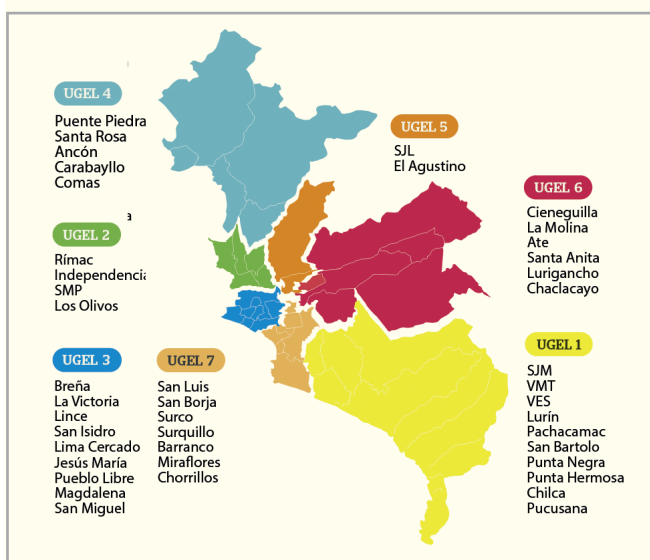 UGEL 4
Puente Piedra
Santa Rosa
Ancón
Carabayllo
Comas
a
UGEL 2
Rímac
Independencia
SMP
Los Olivos
UGEL 3
Breña
La Victoria
Lince
San Isidro
Lima Cercado
Jesús María
Pueblo Libre
Magdalena
San Miguel
UGEL 7
San Luis
San Borja
Surco
Surquillo
Barranco
Miraflores
Chorrillos
UGEL 5
SJL
El Agustino
UGEL 6
Cieneguilla
La Molina
Ate
Santa Anita
Lurigancho
Chaclacayo
UGEL 1
SJM
VMT
VES
Lurín
Pachacamac
San Bartolo
Punta Negra
Punta Hermosa
Chilca
Pucusana